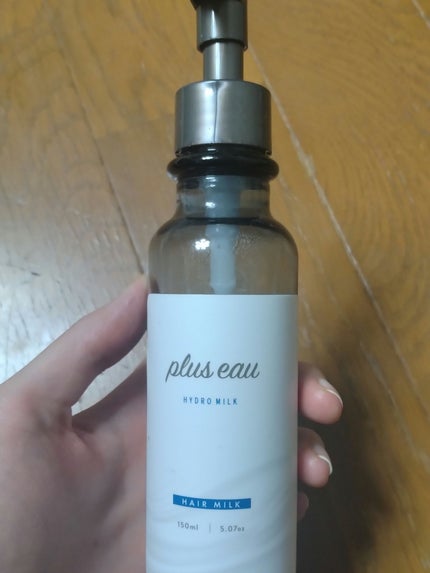 plus eau
HYDRO MILK
HAIR MILK
150ml | 5.07oz